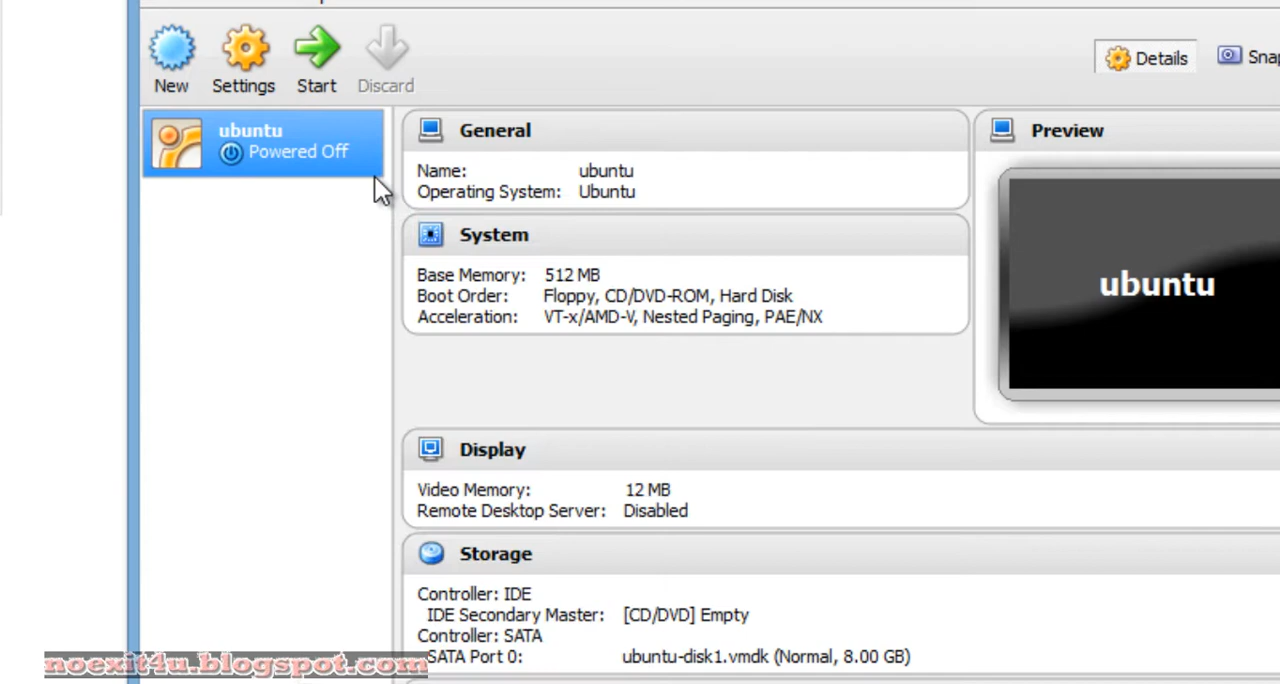 New
Settings
Start
Discard
Details
ubuntu
Powered Off
General
Name: ubuntu
Operating System: Ubuntu
System
Base Memory: 512 MB
Boot Order: Floppy, CD/DVD-ROM, Hard Disk
Acceleration: VT-x/AMD-V, Nested Paging, PAE/NX
Preview
ubuntu
Display
Video Memory: 12 MB
Remote Desktop Server: Disabled
Storage
Controller: IDE
IDE Secondary Master: [CD/DVD] Empty
Controller: SATA
SATA Port 0: ubuntu-disk1.vmdk (Normal, 8.00 GB)
noexit4u.blogspot.com